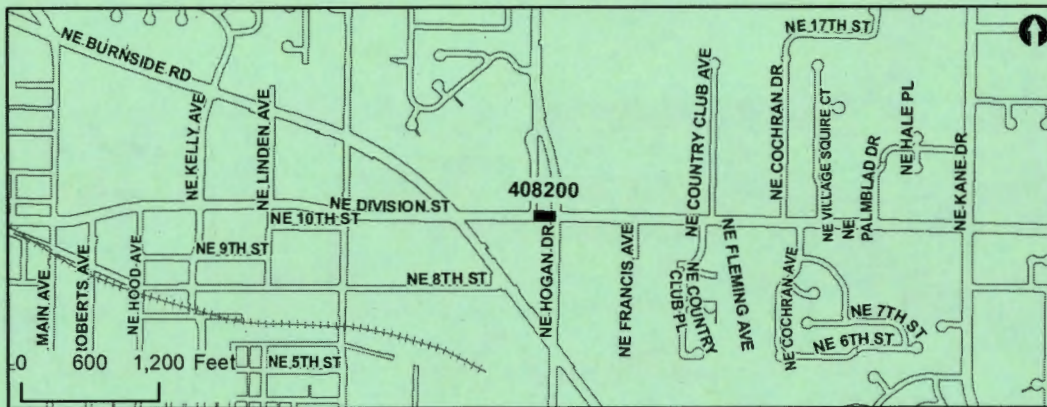 NE 17TH ST
NE BURNSIDE RD
NE KELLY AVE
NE LINDEN AVE
NE COUNTRY CLUB AVE
NE COCHRAN DR
NE VILLAGE SQUIRE CT
NE HALE PL
NE PALMBLAD DR
NE KANE DR
408200
NE DIVISION ST
NE 10TH ST
NE 9TH ST
NE 8TH ST
MAIN AVE
ROBERTS AVE
NE HOOD AVE
NE HOGAN DR
NE FRANCIS AVE
NE COUNTRY
CLUB PL
NE FLEMING AVE
NE COCHRAN AVE
NE 7TH ST
NE 6TH ST
NE 5TH ST
0 600 1,200 Feet